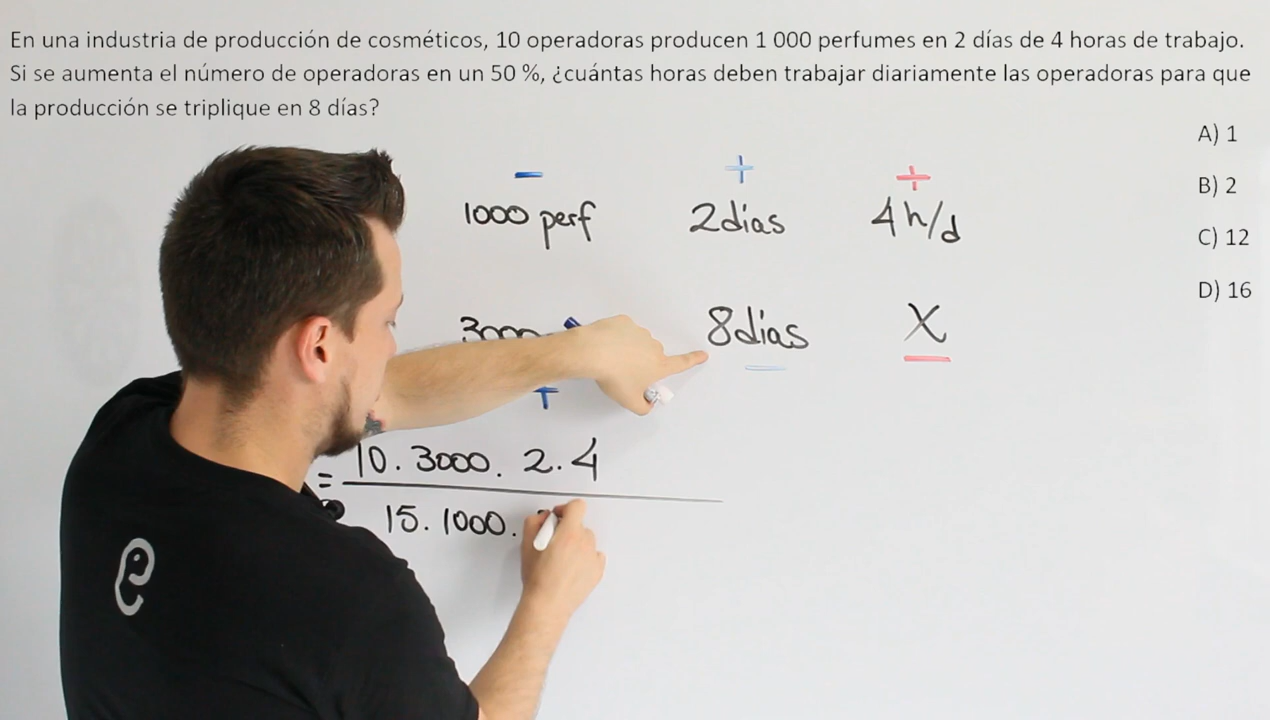 En una industria de producción de cosméticos, 10 operadoras producen 1 000 perfumes en 2 días de 4 horas de trabajo.
Si se aumenta el número de operadoras en un 50 %, ¿cuántas horas deben trabajar diariamente las operadoras para que
la producción se triplique en 8 días?
A) 1
B) 2
C) 12
D) 16
- + +
1000 perf 2dias 4h/d
3000 8dias X
+
= 10. 3000. 2. 4
15. 1000.
e